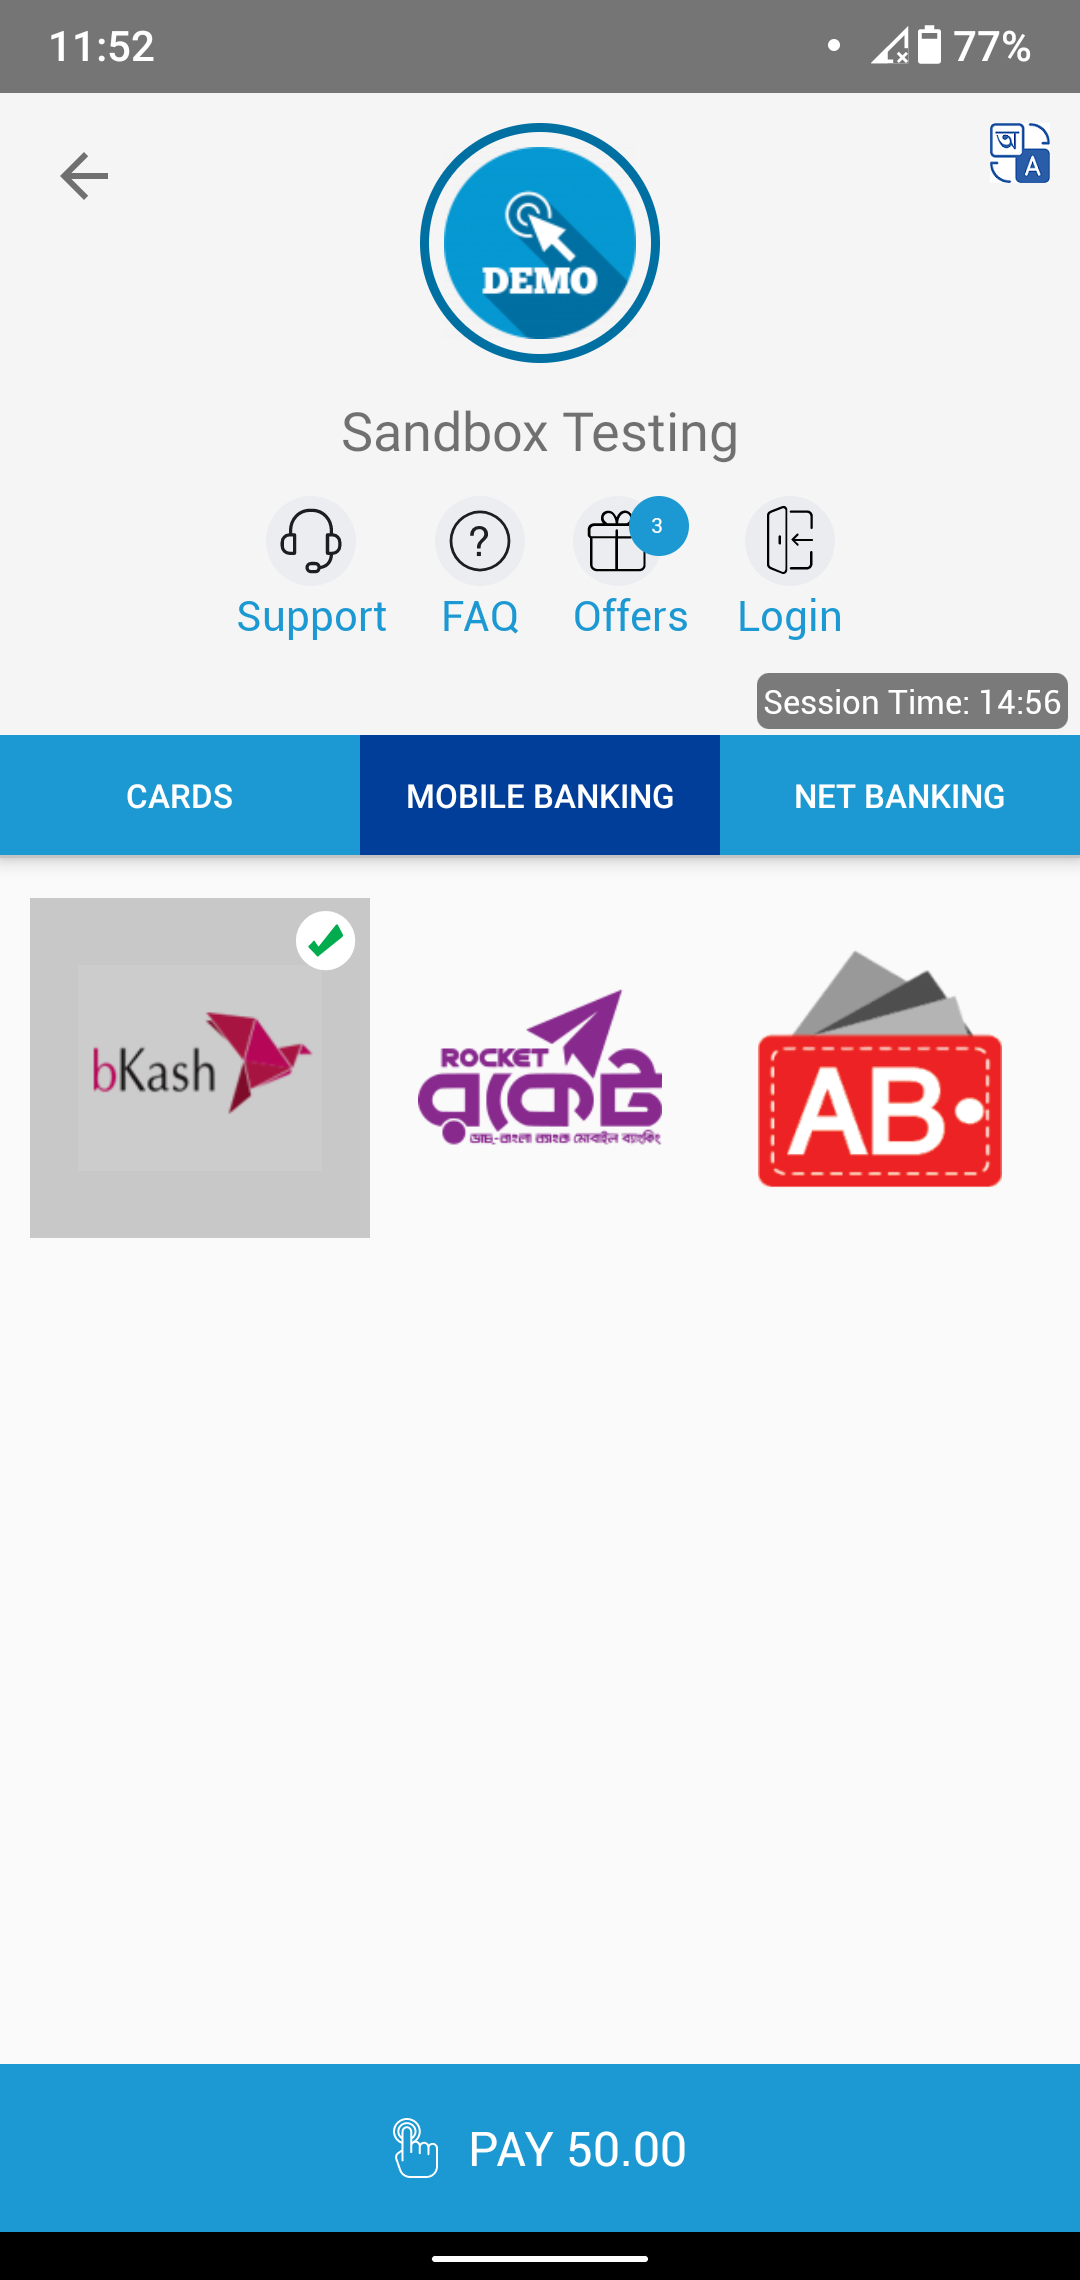 11:52
77%
অ
A
DEMO
Sandbox Testing
?
3
Support
FAQ
Offers
Login
Session Time: 14:56
CARDS
MOBILE BANKING
NET BANKING
bKash
ROCKET
রকেট
ডাচ্-বাংলা ব্যাংক মোবাইল ব্যাংকিং
AB
PAY 50.00